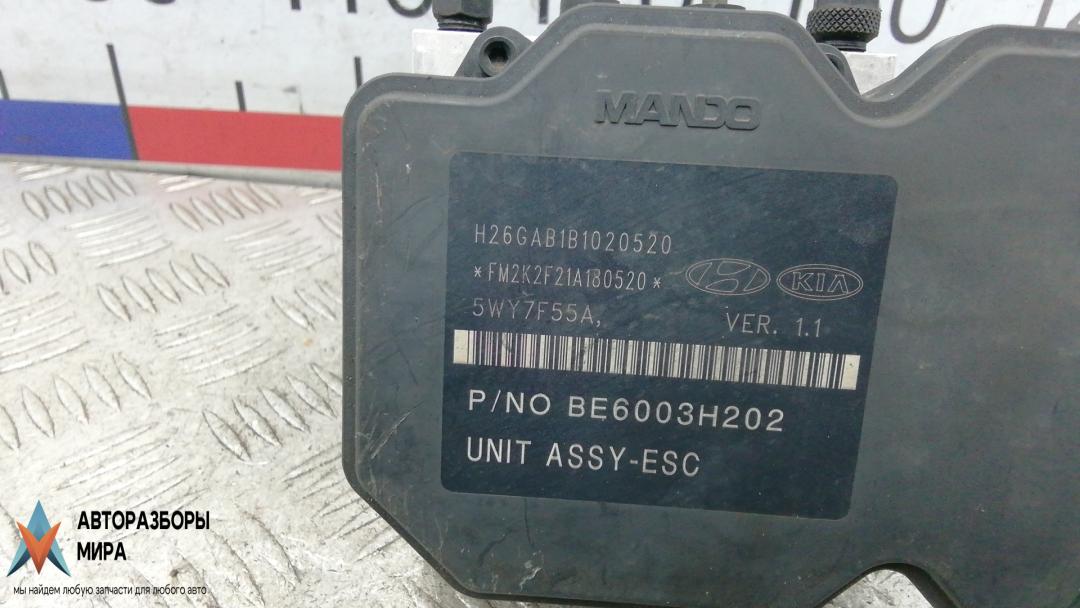 MANDO
H26GAB1B1020520
*FM2K2F21A180520*
KIA
5WY7F55A, VER. 1.1
P/NO BE6003H202
UNIT ASSY-ESC
АВТОРАЗБОРЫ
МИРА
мы найдем любую запчасти для любого авто